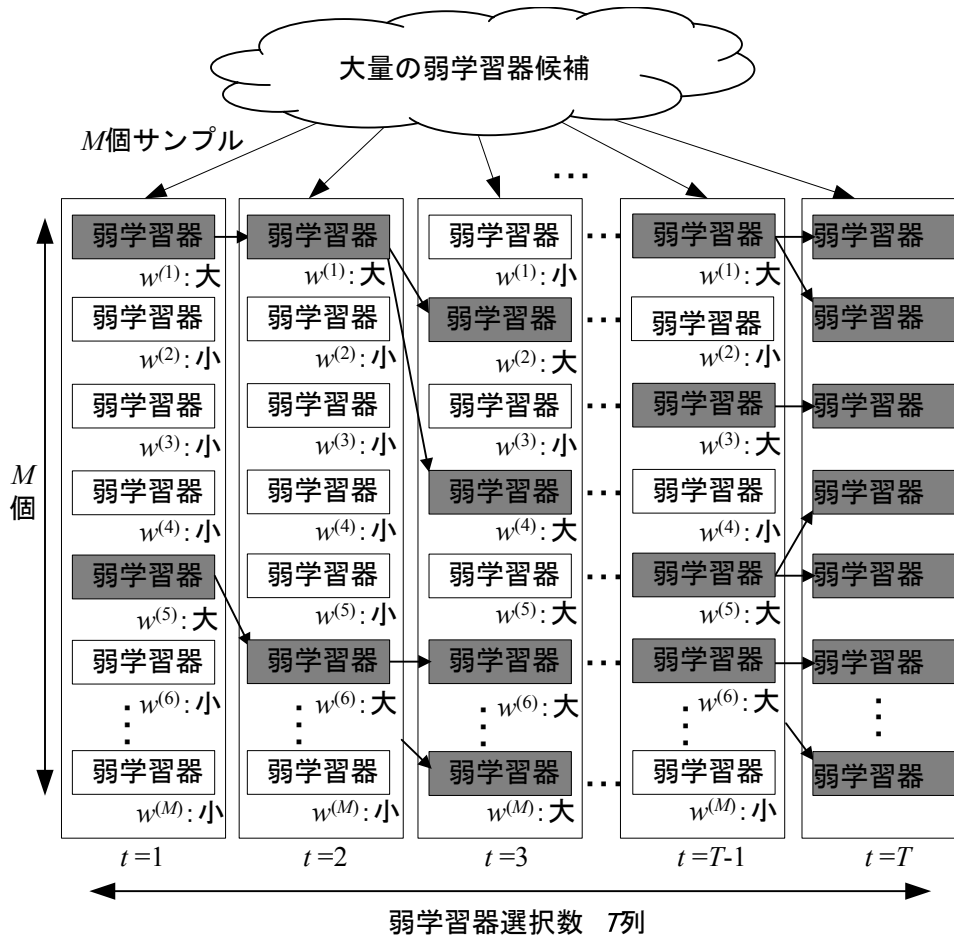 大量の弱学習器候補
M個サンプル
...
弱学習器 弱学習器 弱学習器 ... 弱学習器 弱学習器
w(1): 大 w(1): 大 w(1): 小 w(1): 大
弱学習器 弱学習器 弱学習器 ... 弱学習器 弱学習器
w(2): 小 w(2): 小 w(2): 大 w(2): 小
弱学習器 弱学習器 弱学習器 ... 弱学習器 弱学習器
w(3): 小 w(3): 小 w(3): 小 w(3): 大
M
個
弱学習器 弱学習器 弱学習器 ... 弱学習器 弱学習器
w(4): 小 w(4): 小 w(4): 大 w(4): 小
弱学習器 弱学習器 弱学習器 ... 弱学習器 弱学習器
w(5): 大 w(5): 小 w(5): 大 w(5): 大
弱学習器 弱学習器 弱学習器 ... 弱学習器 弱学習器
w(6): 小 w(6): 大 w(6): 大 w(6): 大
⋮ ⋮ ⋮ ⋮ ⋮
弱学習器 弱学習器 弱学習器 ... 弱学習器 弱学習器
w(M): 小 w(M): 小 w(M): 大 w(M): 小
t =1 t =2 t =3 t =T-1 t =T
弱学習器選択数 T列